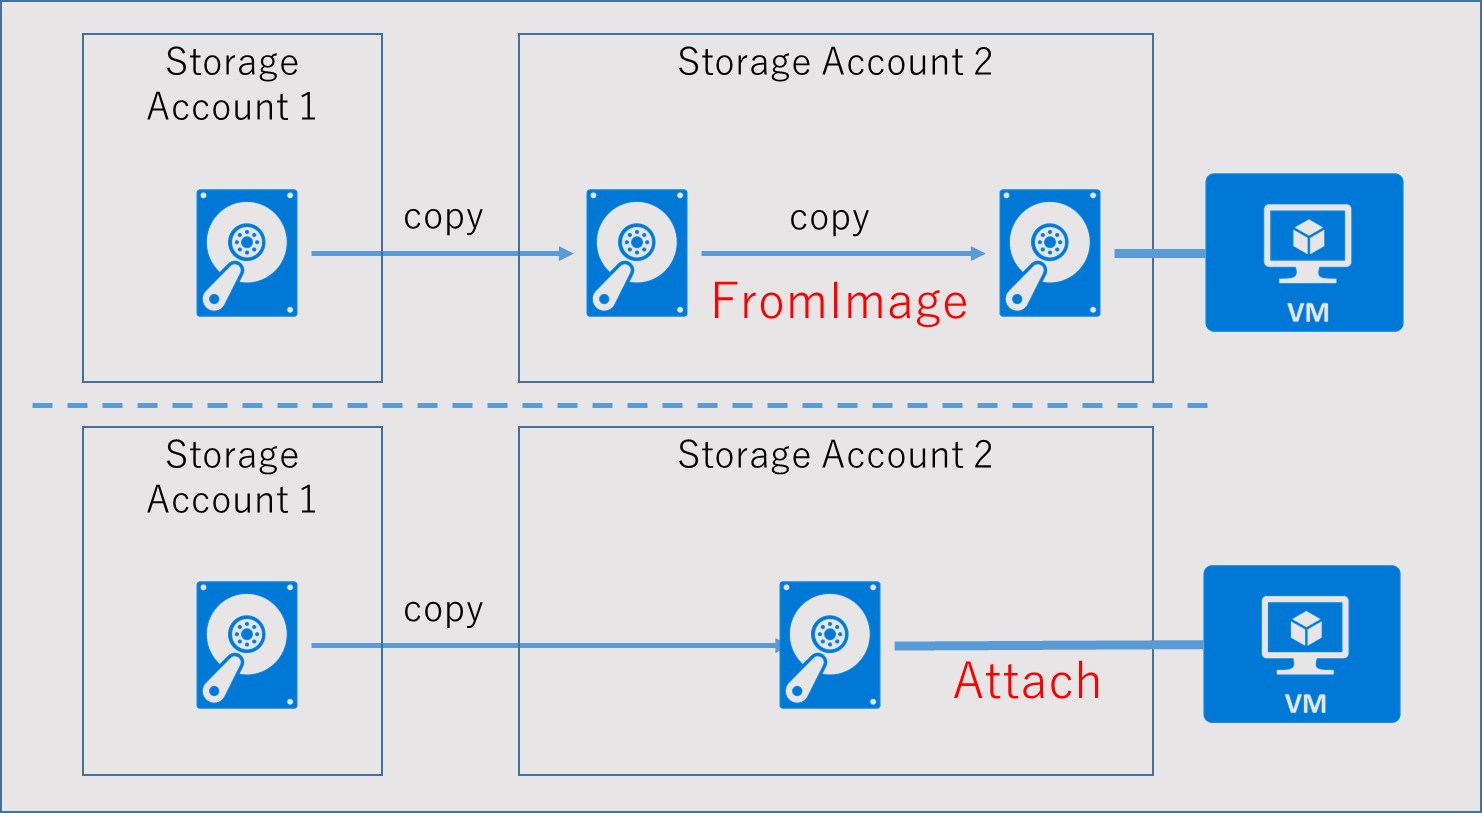 Storage
Account 1
Storage Account 2
copy
copy
FromImage
VM
Storage
Account 1
Storage Account 2
copy
Attach
VM